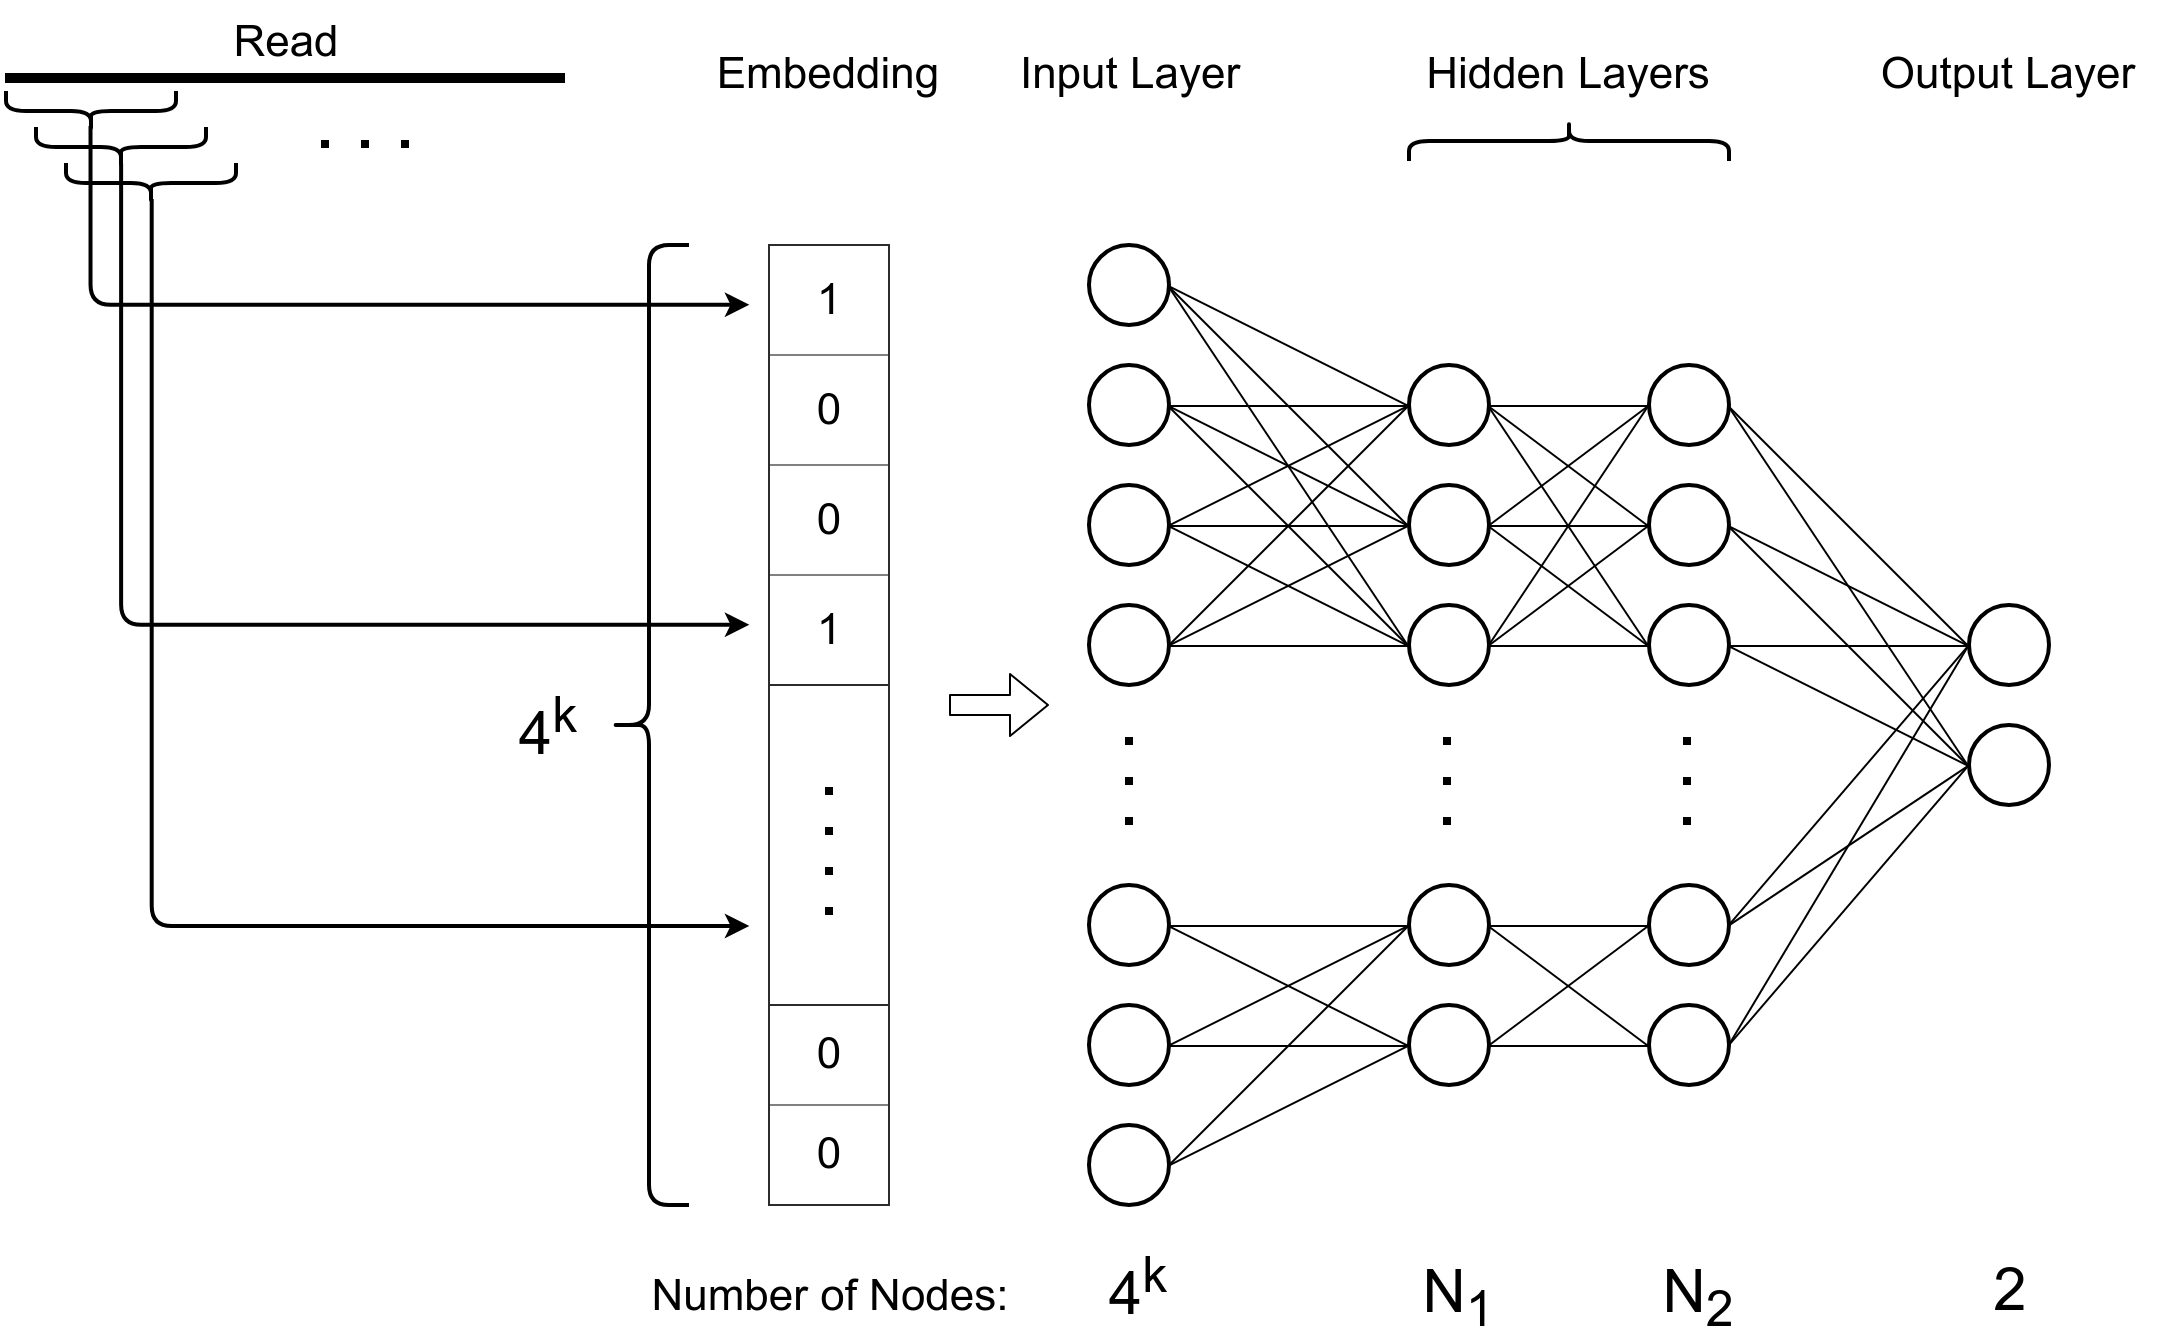 Read
Embedding Input Layer Hidden Layers Output Layer
. . .
1
0
0
1
4^k
.
.
.
.
0
0
Number of Nodes: 4^k N_1 N_2 2